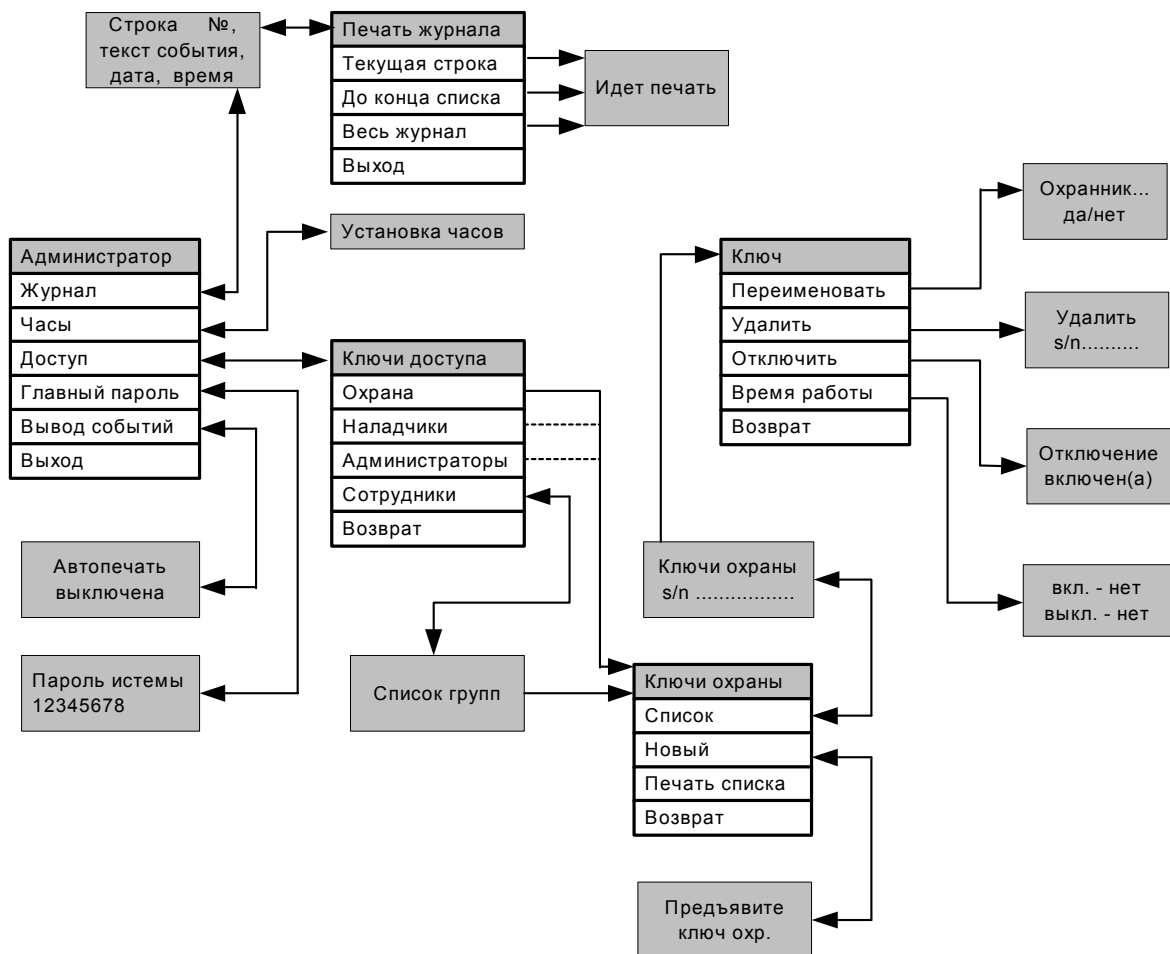 Строка №,
текст события,
дата, время
Печать журнала
Текущая строка
До конца списка
Весь журнал
Выход
Идет печать
Установка часов
Администратор
Журнал
Часы
Доступ
Главный пароль
Вывод событий
Выход
Ключи доступа
Охрана
Наладчики
Администраторы
Сотрудники
Возврат
Ключ
Переименовать
Удалить
Отключить
Время работы
Возврат
Охранник...
да/нет
Удалить
s/n..........
Отключение
включен(а)
вкл. - нет
выкл. - нет
Автопечать
выключена
Пароль истемы
12345678
Список групп
Ключи охраны
s/n .................
Ключи охраны
Список
Новый
Печать списка
Возврат
Предъявите
ключ охр.